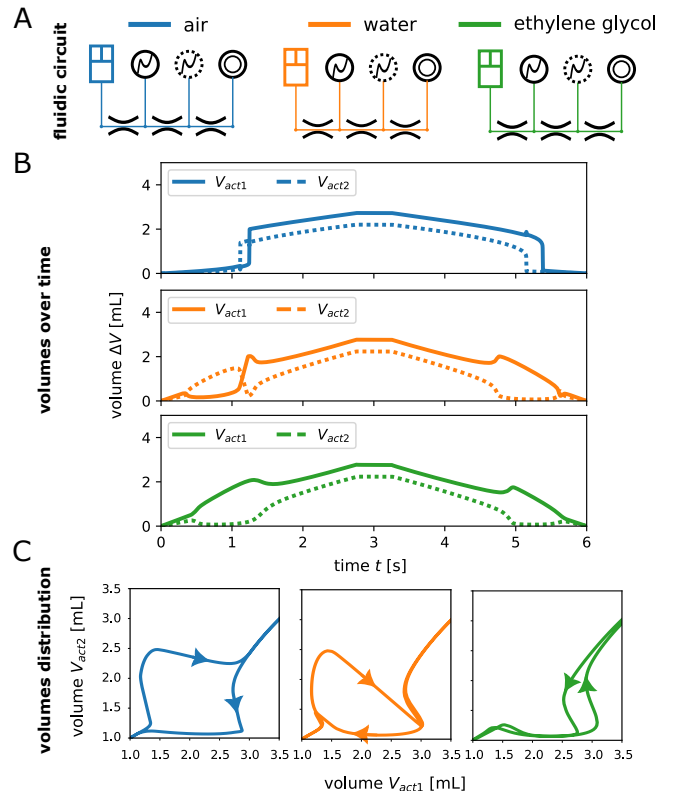 A
air
water
ethylene glycol
fluidic circuit
B
volumes over time
volume ΔV [mL]
4
2
0
V_act1
V_act2
4
2
0
V_act1
V_act2
4
2
0
V_act1
V_act2
0
1
2
3
4
5
6
time t [s]
C
volumes distribution
volume V_act2 [mL]
3.5
3.0
2.5
2.0
1.5
1.0
1.0 1.5 2.0 2.5 3.0 3.5
1.0 1.5 2.0 2.5 3.0 3.5
1.0 1.5 2.0 2.5 3.0 3.5
volume V_act1 [mL]